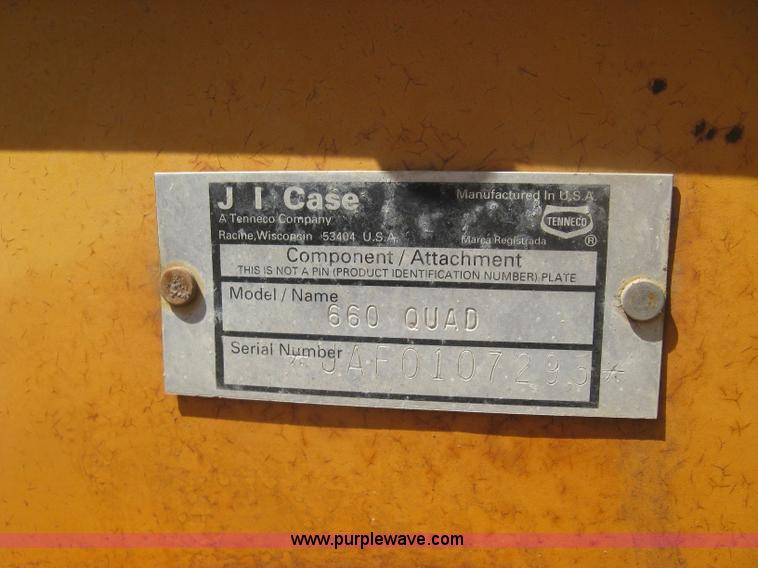 J I Case
A Tenneco Company
Racine, Wisconsin 53404 U.S.A.
Manufactured In U.S.A.
TENNECO
Marca Registrada ®
Component / Attachment
THIS IS NOT A PIN (PRODUCT IDENTIFICATION NUMBER) PLATE
Model / Name
660 QUAD
Serial Number
*JAF0107293*
www.purplewave.com